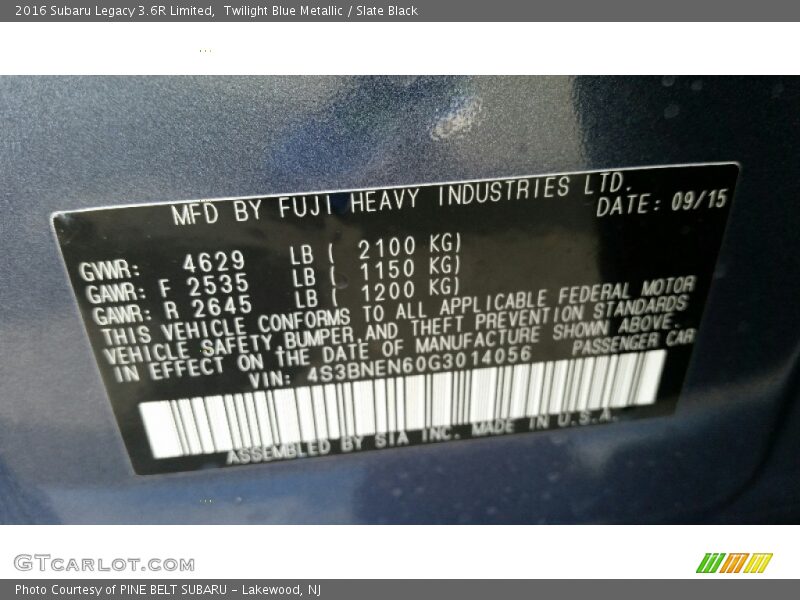 2016 Subaru Legacy 3.6R Limited,  Twilight Blue Metallic / Slate Black
MFD BY FUJI HEAVY INDUSTRIES LTD.
DATE: 09/15
GVWR: 4629 LB ( 2100 KG)
GAWR: F 2535 LB ( 1150 KG)
GAWR: R 2645 LB ( 1200 KG)
THIS VEHICLE CONFORMS TO ALL APPLICABLE FEDERAL MOTOR
VEHICLE SAFETY,BUMPER,AND THEFT PREVENTION STANDARDS
IN EFFECT ON THE DATE OF MANUFACTURE SHOWN ABOVE.
VIN: 4S3BNEN60G3014056 PASSENGER CAR
ASSEMBLED BY SIA INC. MADE IN U.S.A.
GTCARLOT.COM
Photo Courtesy of PINE BELT SUBARU - Lakewood, NJ